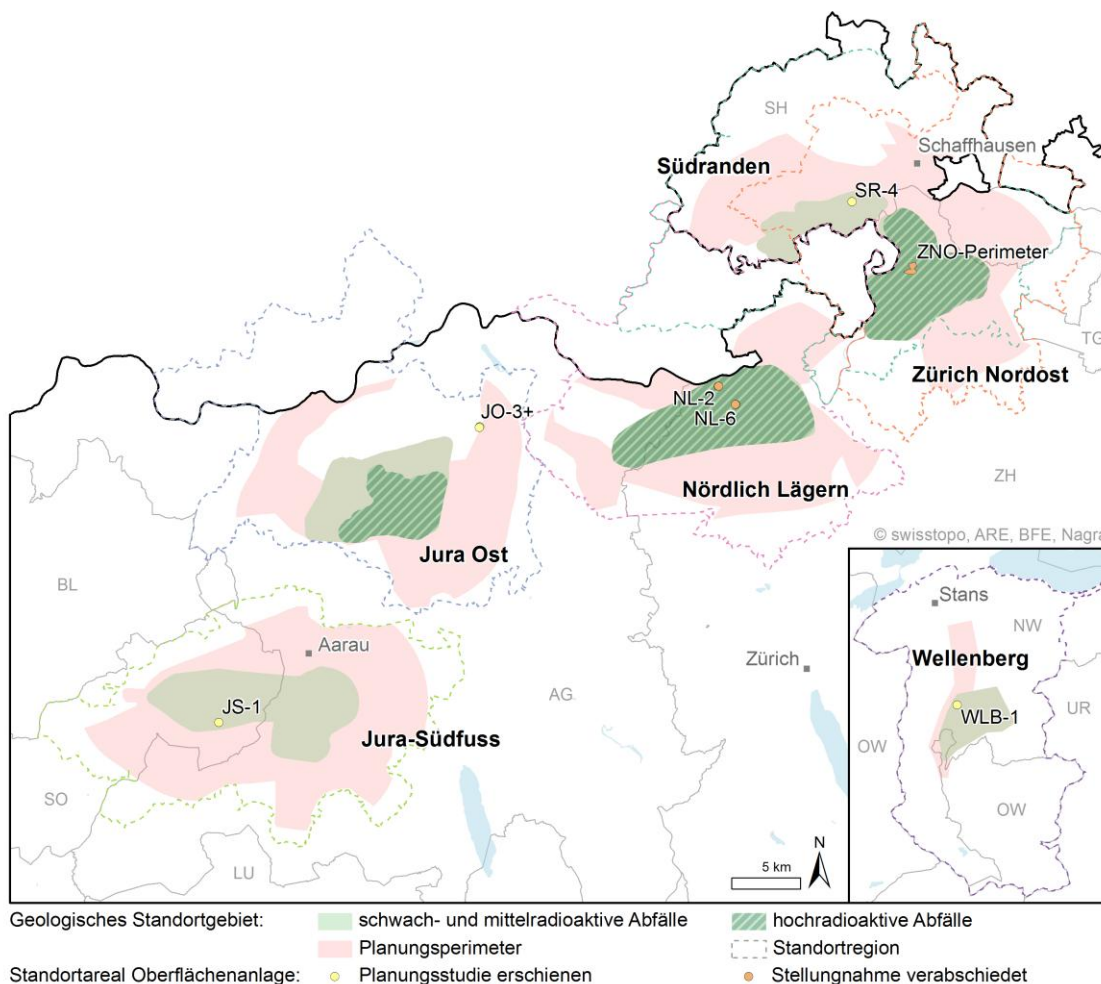 SH
Schaffhausen
Südranden
SR-4
ZNO-Perimeter
TG
Zürich Nordost
NL-2
NL-6
JO-3+
Nördlich Lägern
ZH
© swisstopo, ARE, BFE, Nagra
Jura Ost
BL
Stans
NW
Aarau
Zürich
Wellenberg
AG
JS-1
WLB-1
UR
Jura-Südfuss
OW
SO
OW
N
LU
5 km
Geologisches Standortgebiet:
schwach- und mittelradioaktive Abfälle
hochradioaktive Abfälle
Planungsperimeter
Standortregion
Standortareal Oberflächenanlage:
Planungsstudie erschienen
Stellungnahme verabschiedet